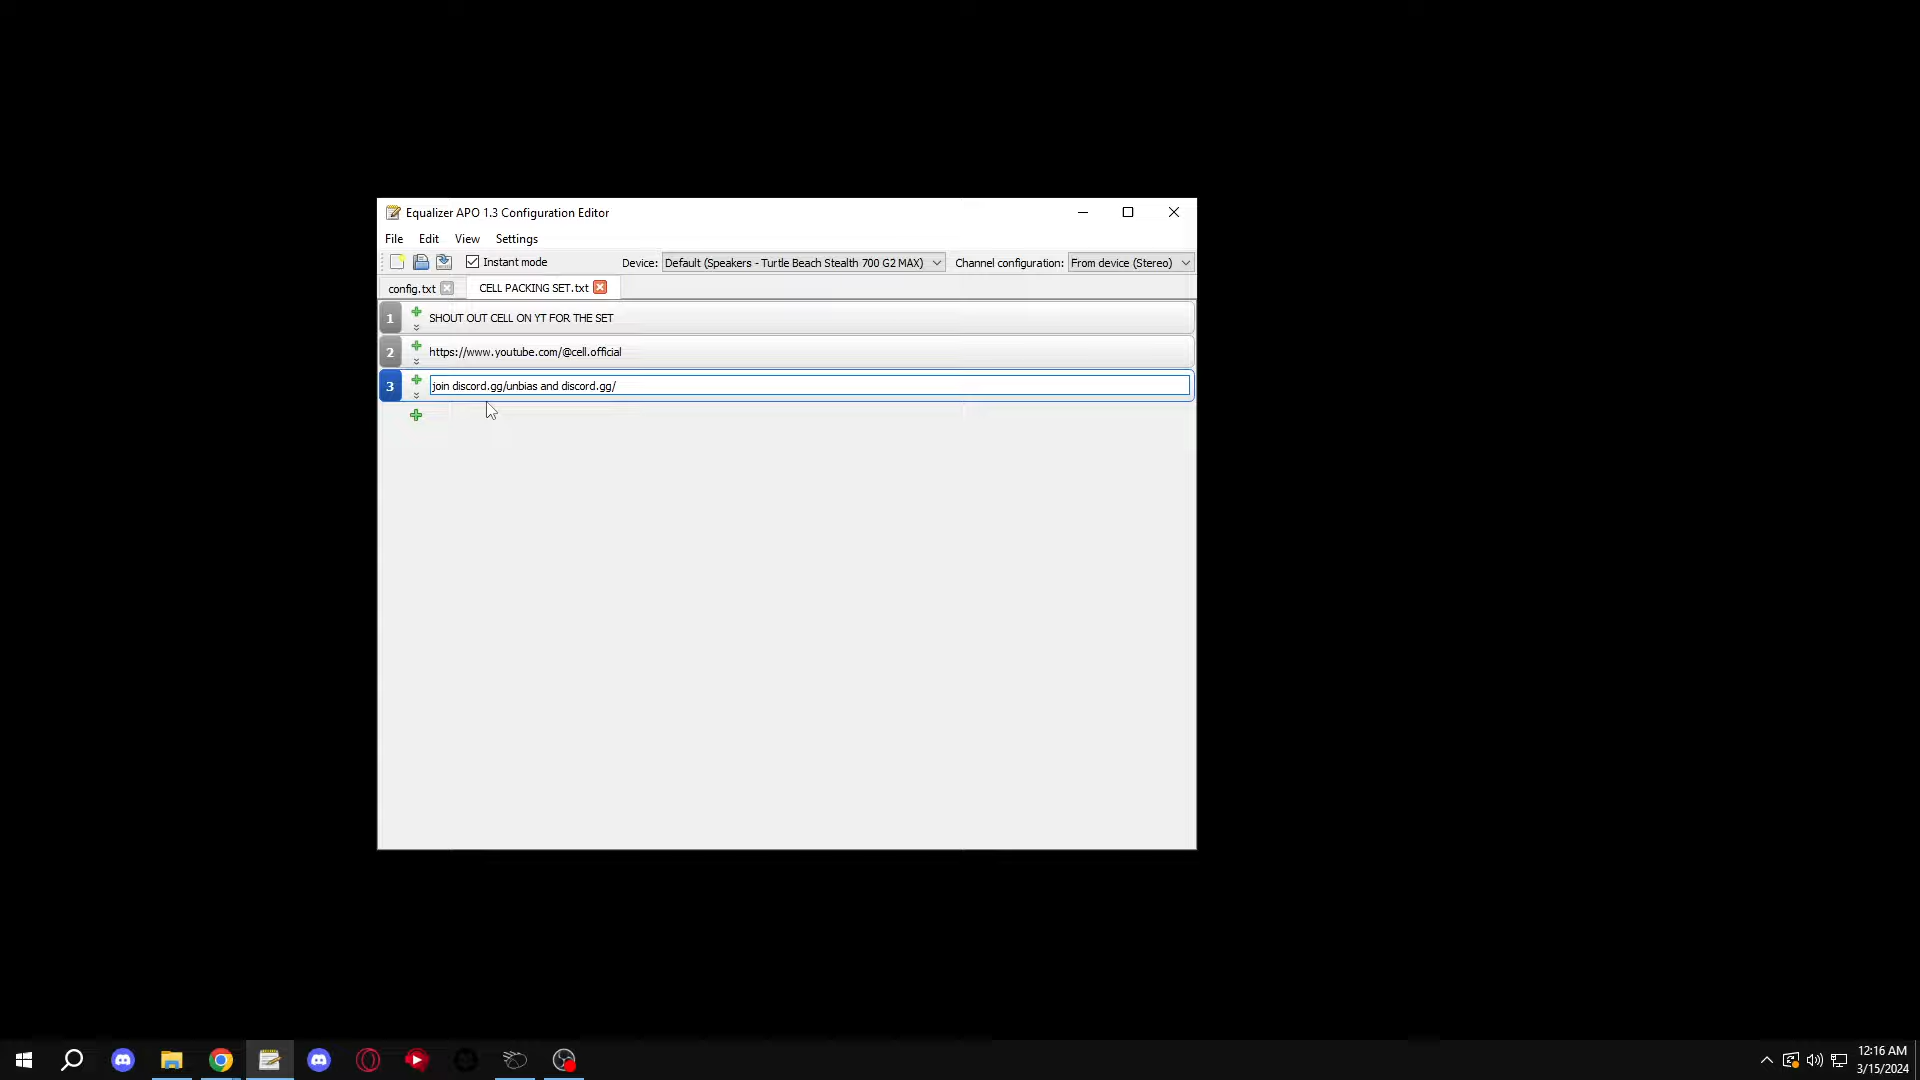 Equalizer APO 1.3 Configuration Editor
File Edit View Settings
Instant mode Device: Default (Speakers - Turtle Beach Stealth 700 G2 MAX) Channel configuration: From device (Stereo)
config.txt CELL PACKING SET.txt
1 SHOUT OUT CELL ON YT FOR THE SET
2 https://www.youtube.com/@cell.official
3 join discord.gg/unbias and discord.gg/
12:16 AM
3/15/2024